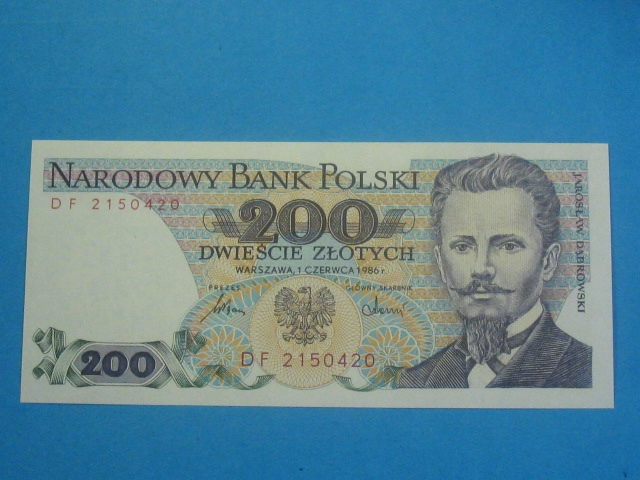 NARODOWY BANK POLSKI
DF 2150420
200
DWIEŚCIE ZŁOTYCH
WARSZAWA, 1 CZERWCA 1986 r.
PREZES
GŁÓWNY SKARBNIK
DF 2150420
200
JAROSŁAW DĄBROWSKI